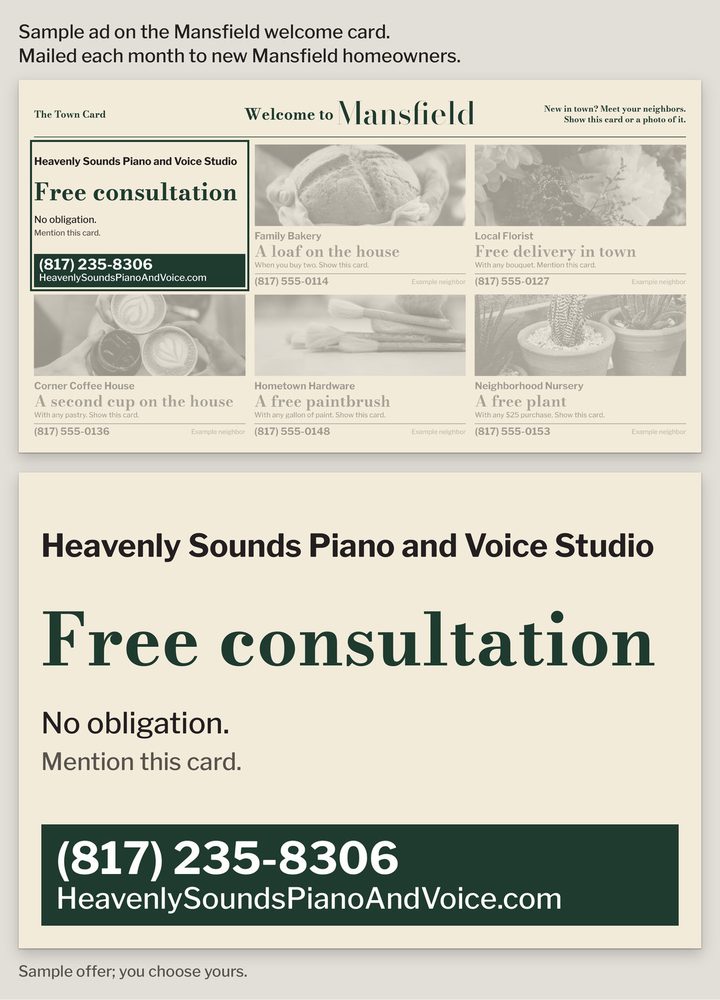 Sample ad on the Mansfield welcome card.
Mailed each month to new Mansfield homeowners.
The Town Card
Welcome to Mansfield
New in town? Meet your neighbors.
Show this card or a photo of it.
Heavenly Sounds Piano and Voice Studio
Free consultation
No obligation.
Mention this card.
(817) 235-8306
HeavenlySoundsPianoAndVoice.com
Family Bakery
A loaf on the house
When you buy two. Show this card.
(817) 555-0114
Example neighbor
Local Florist
Free delivery in town
With any bouquet. Mention this card.
(817) 555-0127
Example neighbor
Corner Coffee House
A second cup on the house
With any pastry. Show this card.
(817) 555-0136
Example neighbor
Hometown Hardware
A free paintbrush
With any gallon of paint. Show this card.
(817) 555-0148
Example neighbor
Neighborhood Nursery
A free plant
With any $25 purchase. Show this card.
(817) 555-0153
Example neighbor
Heavenly Sounds Piano and Voice Studio
Free consultation
No obligation.
Mention this card.
(817) 235-8306
HeavenlySoundsPianoAndVoice.com
Sample offer; you choose yours.